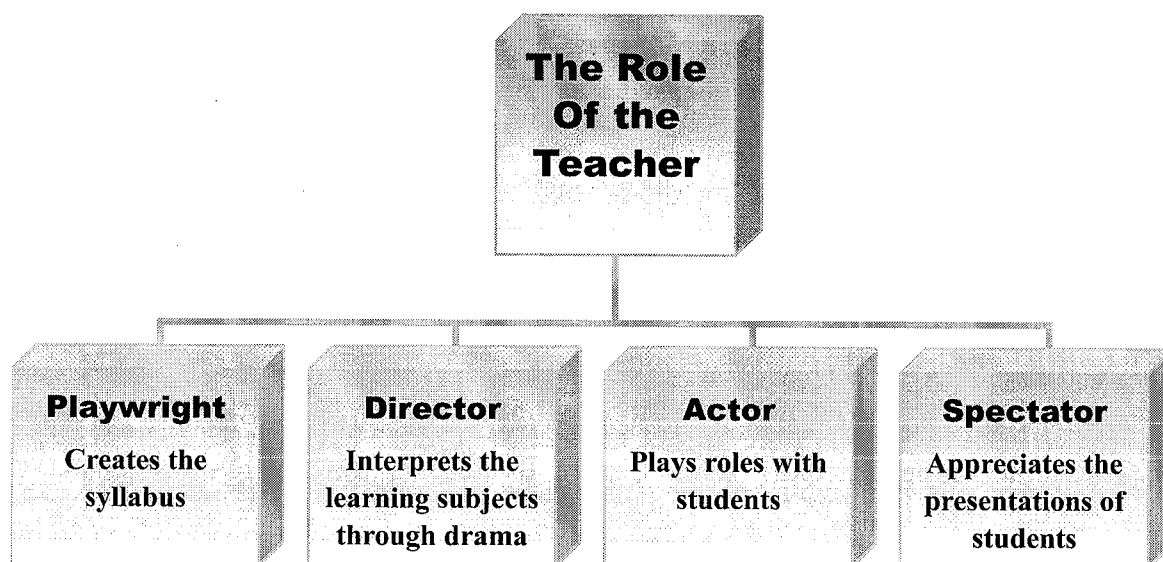 The Role
Of the
Teacher
Playwright
Creates the
syllabus
Director
Interprets the
learning subjects
through drama
Actor
Plays roles with
students
Spectator
Appreciates the
presentations of
students